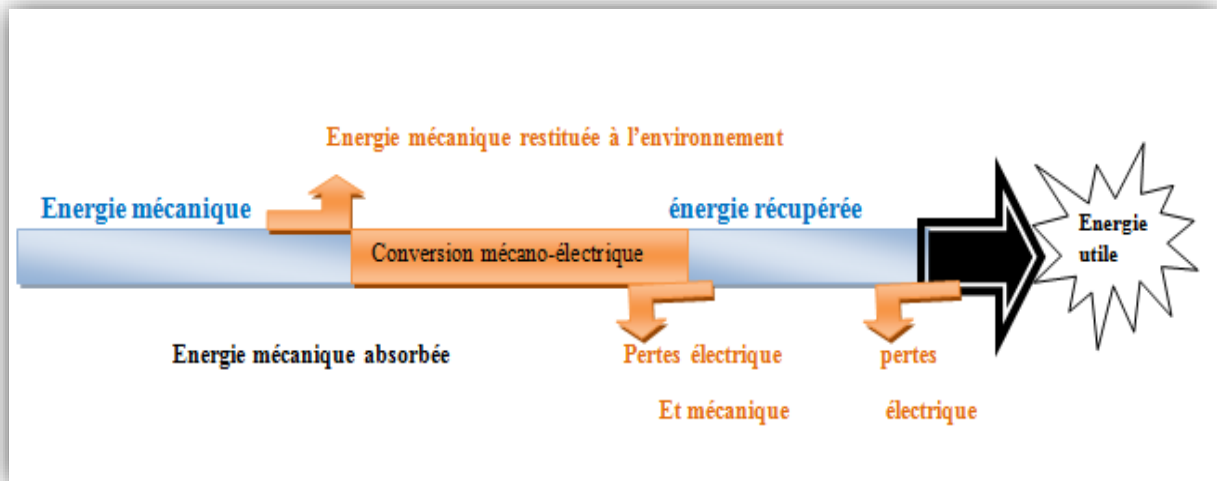 Energie mécanique restituée à l’environnement
Energie mécanique
énergie récupérée
Energie
utile
Conversion mécano-électrique
Energie mécanique absorbée
Pertes électrique
Et mécanique
pertes
électrique